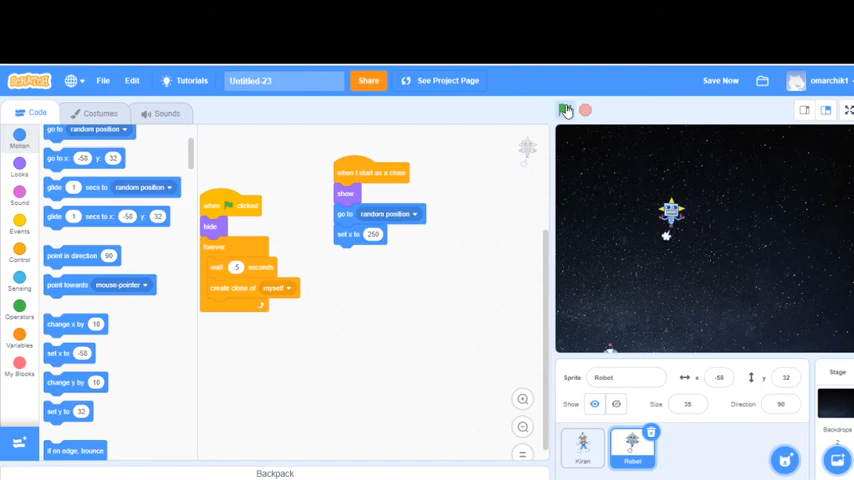 SCRATCH File Edit Tutorials Untitled-23 Share See Project Page Save Now omarchik1
Code Costumes Sounds
Motion
Looks
Sound
Events
Control
Sensing
Operators
Variables
My Blocks
go to random position
go to x: -58 y: 32
glide 1 secs to random position
glide 1 secs to x: -58 y: 32
point in direction 90
point towards mouse-pointer
change x by 10
set x to -58
change y by 10
set y to 32
if on edge, bounce
when clicked
hide
forever
wait 5 seconds
create clone of myself
when I start as a clone
show
go to random position
set x to 250
Sprite Robot x -58 y 32
Show Size 35 Direction 90
Kiran Robot
Stage
Backdrops
2
Backpack